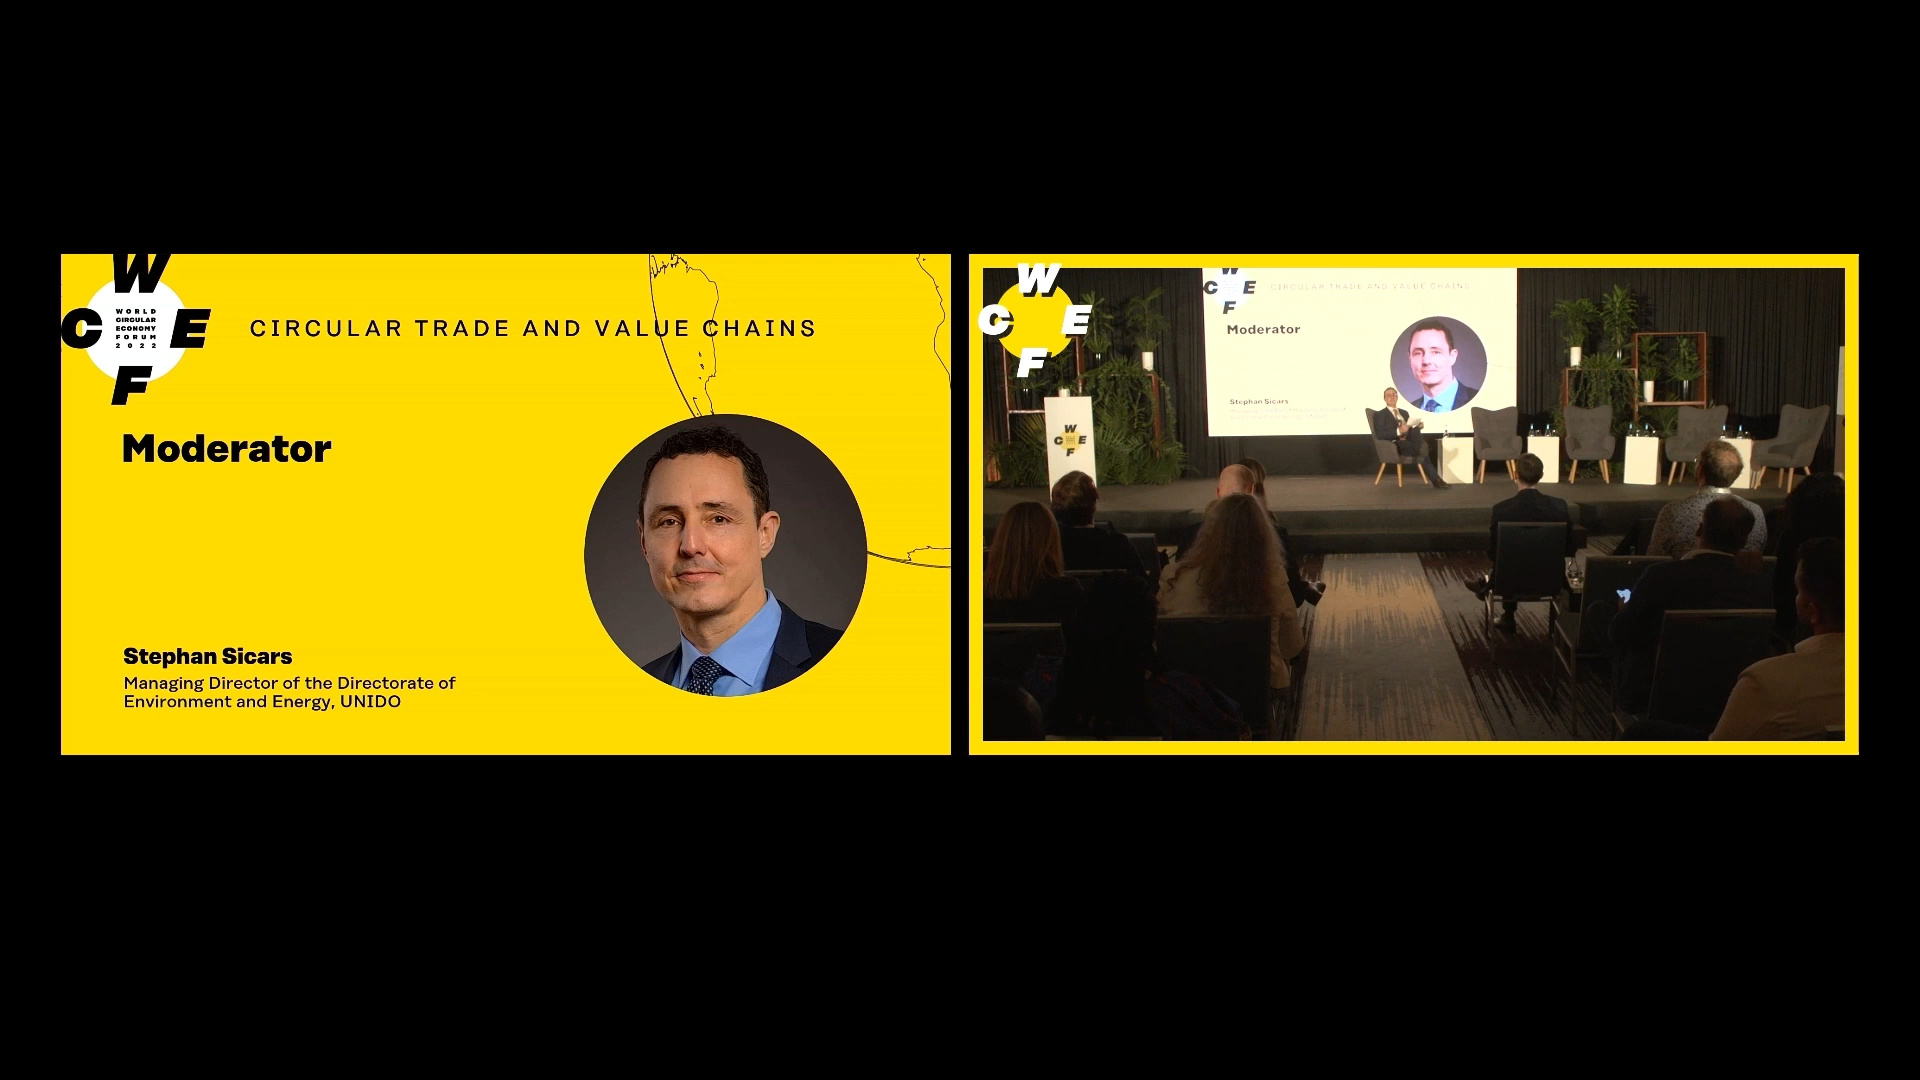 W
C E
F
WORLD
CIRCULAR
ECONOMY
FORUM
2022
CIRCULAR TRADE AND VALUE CHAINS
Moderator
Stephan Sicars
Managing Director of the Directorate of
Environment and Energy, UNIDO
W
C E
F
W
C E
F
CIRCULAR TRADE AND VALUE CHAINS
Moderator
Stephan Sicars
W
C E
F